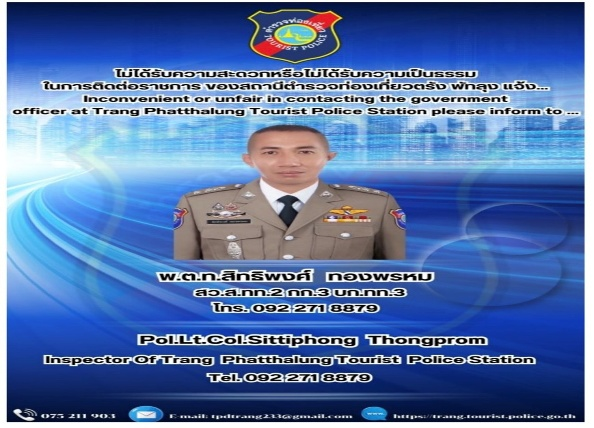 ตำรวจท่องเที่ยว
TOURIST POLICE
ไม่ได้รับความสะดวกหรือไม่ได้รับความเป็นธรรม
ในการติดต่อราชการ ของสถานีตำรวจท่องเที่ยวตรัง พัทลุง แจ้ง...
Inconvenient or unfair in contacting the government
officer at Trang Phatthalung Tourist Police Station please inform to ...
พ.ต.ท.สิทธิพงศ์ ทองพรหม
สว.ส.ทท.2 กก.3 บก.ทท.3
โทร. 092 271 8879
Pol.Lt.Col.Sittiphong Thongprom
Inspector Of Trang Phatthalung Tourist Police Station
Tel. 092 271 8879
075 211 903 E-mail: tpdtrang233@gmail.com https://trang.tourist.police.go.th